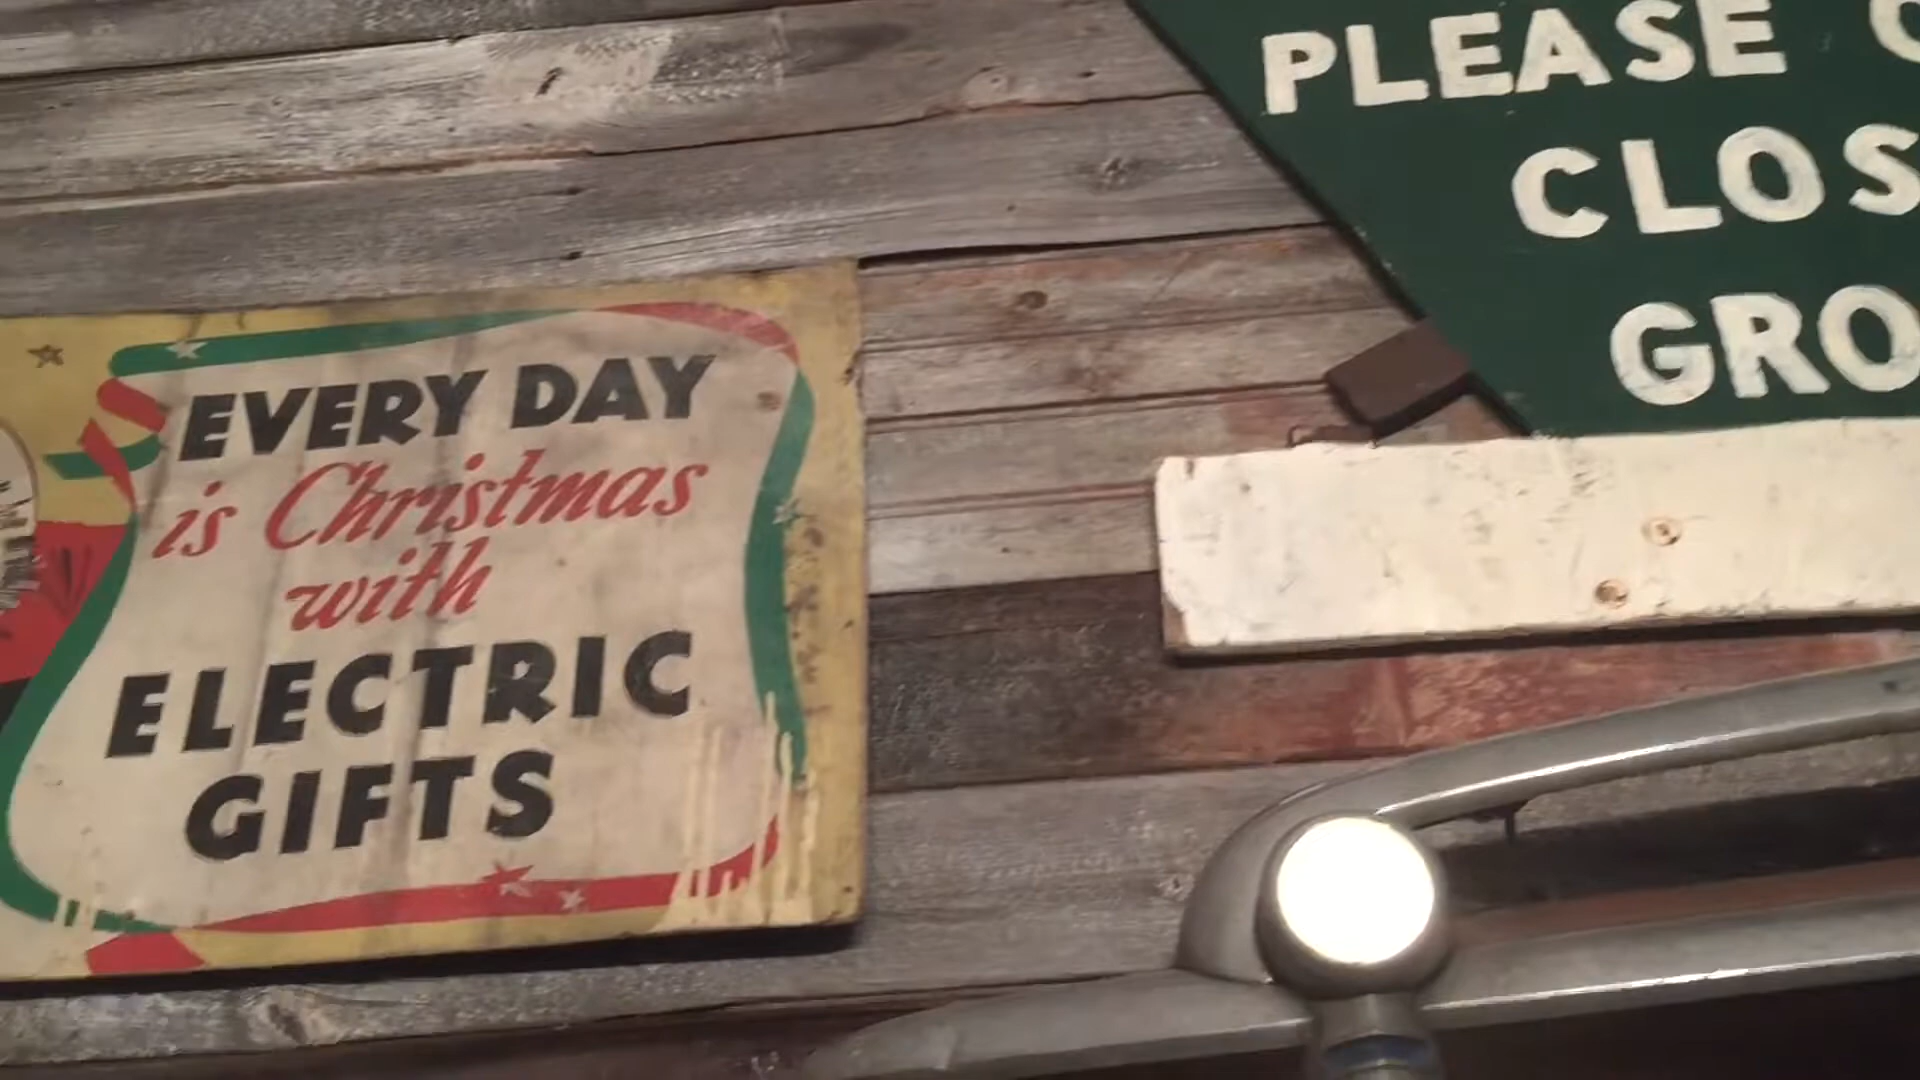 EVERY DAY
is Christmas
with
ELECTRIC
GIFTS
PLEASE